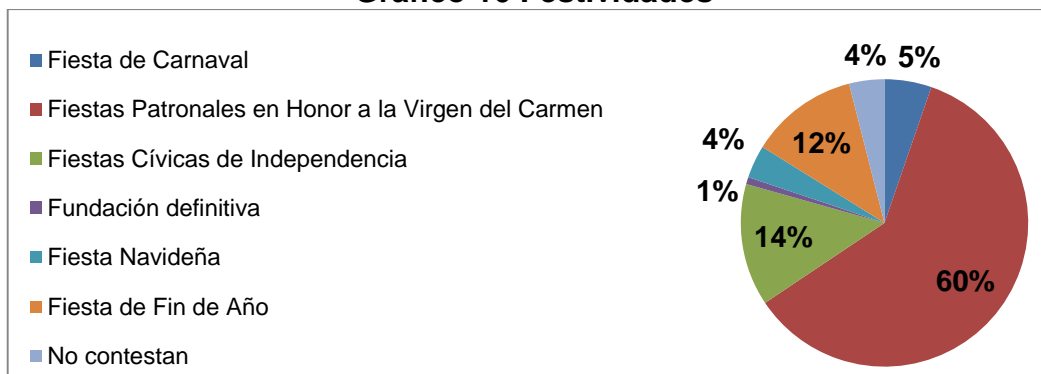 Fiesta de Carnaval
Fiestas Patronales en Honor a la Virgen del Carmen
Fiestas Cívicas de Independencia
Fundación definitiva
Fiesta Navideña
Fiesta de Fin de Año
No contestan
4% 5%
12%
4%
1%
14%
60%